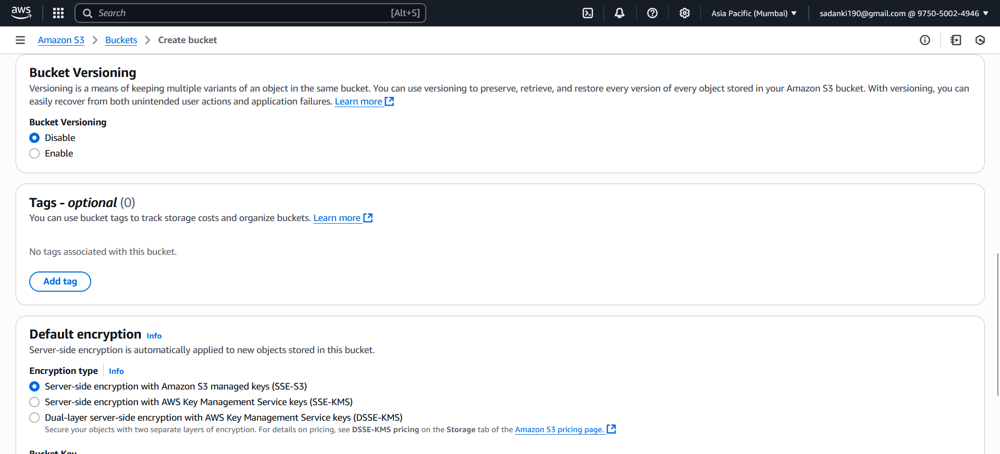 aws
Search [Alt+S]
Asia Pacific (Mumbai)
sadanki190@gmail.com @ 9750-5002-4946
Amazon S3 > Buckets > Create bucket
Bucket Versioning
Versioning is a means of keeping multiple variants of an object in the same bucket. You can use versioning to preserve, retrieve, and restore every version of every object stored in your Amazon S3 bucket. With versioning, you can
easily recover from both unintended user actions and application failures. Learn more
Bucket Versioning
Disable
Enable
Tags - optional (0)
You can use bucket tags to track storage costs and organize buckets. Learn more
No tags associated with this bucket.
Add tag
Default encryption Info
Server-side encryption is automatically applied to new objects stored in this bucket.
Encryption type Info
Server-side encryption with Amazon S3 managed keys (SSE-S3)
Server-side encryption with AWS Key Management Service keys (SSE-KMS)
Dual-layer server-side encryption with AWS Key Management Service keys (DSSE-KMS)
Secure your objects with two separate layers of encryption. For details on pricing, see DSSE-KMS pricing on the Storage tab of the Amazon S3 pricing page.
Bucket Key